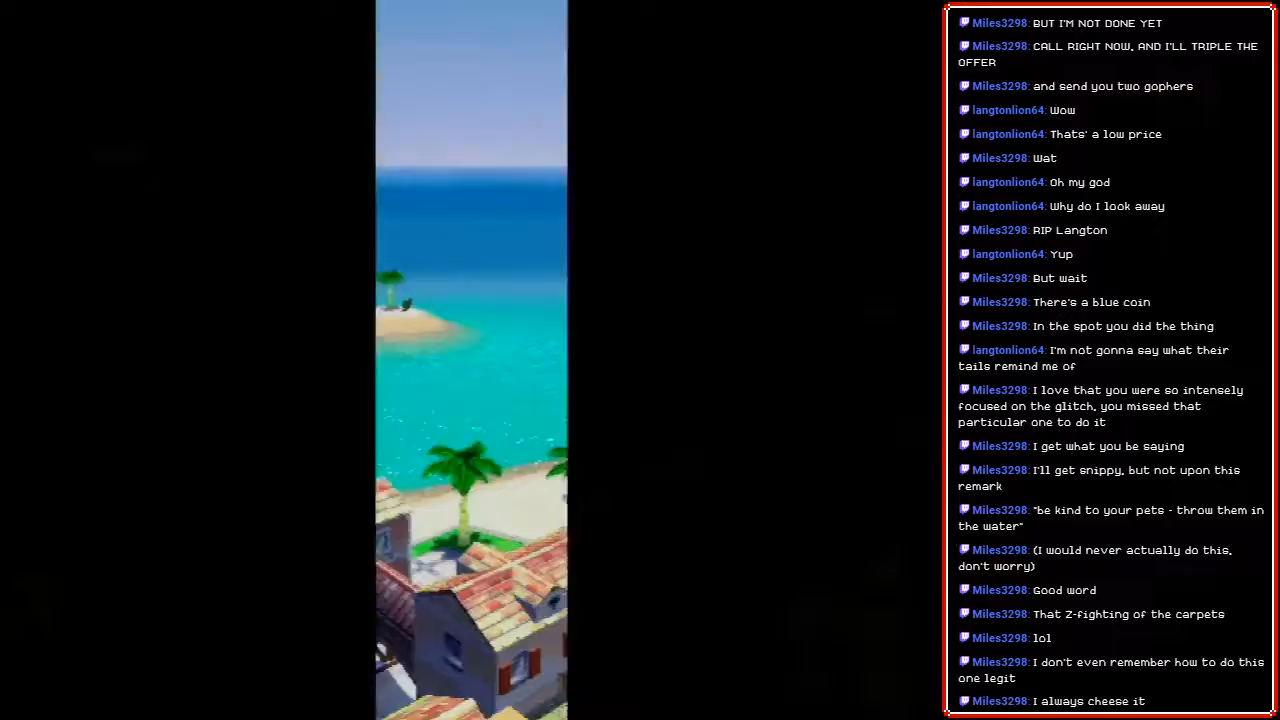 Miles3298: BUT I'M NOT DONE YET
Miles3298: CALL RIGHT NOW, AND I'LL TRIPLE THE
OFFER
Miles3298: and send you two gophers
langtonlion64: Wow
langtonlion64: Thats' a low price
Miles3298: Wat
langtonlion64: Oh my god
langtonlion64: Why do I look away
Miles3298: RIP Langton
langtonlion64: Yup
Miles3298: But wait
Miles3298: There's a blue coin
Miles3298: In the spot you did the thing
langtonlion64: I'm not gonna say what their
tails remind me of
Miles3298: I love that you were so intensely
focused on the glitch, you missed that
particular one to do it
Miles3298: I get what you be saying
Miles3298: I'll get snippy, but not upon this
remark
Miles3298: "be kind to your pets - throw them in
the water"
Miles3298: (I would never actually do this,
don't worry)
Miles3298: Good word
Miles3298: That Z-fighting of the carpets
Miles3298: lol
Miles3298: I don't even remember how to do this
one legit
Miles3298: I always cheese it